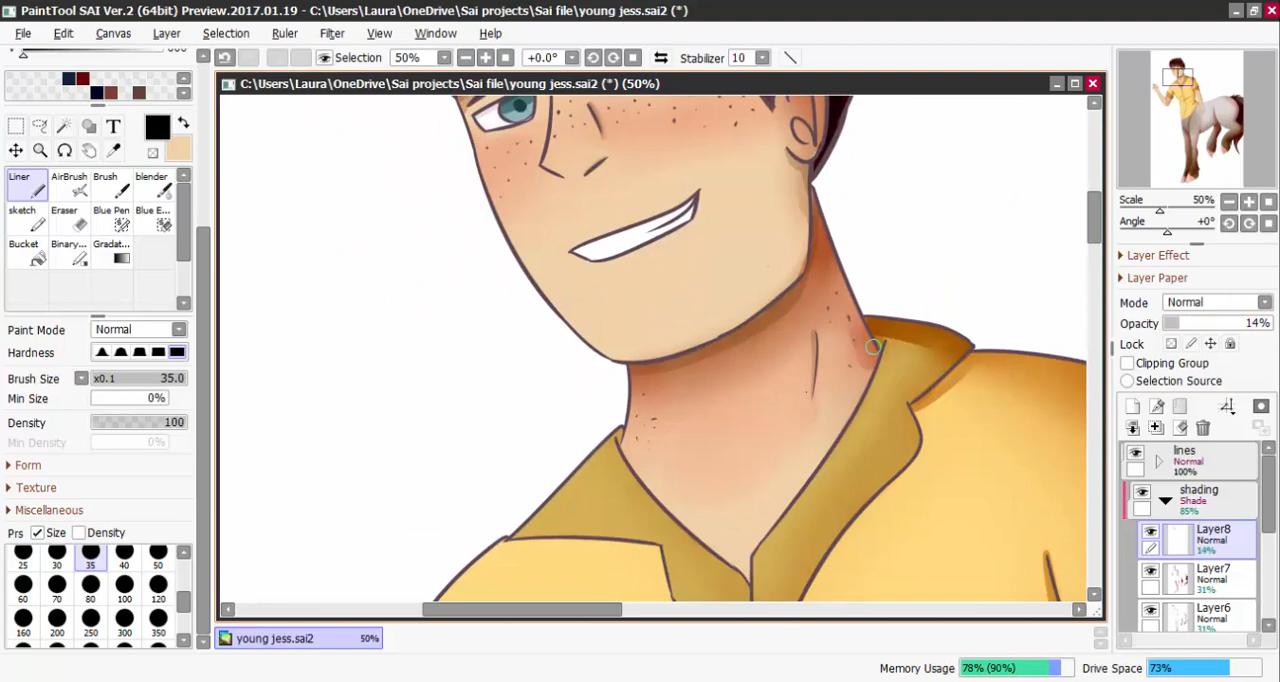 PaintTool SAI Ver.2 (64bit) Preview.2017.01.19 - C:\Users\Laura\OneDrive\Sai projects\Sai file\young jess.sai2 (*)
File Edit Canvas Layer Selection Ruler Filter View Window Help
Selection 50% +0.0° Stabilizer 10
C:\Users\Laura\OneDrive\Sai projects\Sai file\young jess.sai2 (*) (50%)
T
Liner AirBrush Brush blender
sketch Eraser Blue Pen Blue E...
Bucket Binary... Gradat...
Paint Mode Normal
Hardness
Brush Size x0.1 35.0
Min Size 0%
Density 100
Min Density 0%
Form
Texture
Miscellaneous
Prs Size Density
25 30 35 40 50
60 70 80 100 120
160 200 250 300 350
Scale 50%
Angle +0°
Layer Effect
Layer Paper
Mode Normal
Opacity 14%
Lock
Clipping Group
Selection Source
lines
Normal
100%
shading
Shade
85%
Layer8
Normal
14%
Layer7
Normal
31%
Layer6
Normal
31%
young jess.sai2 50%
Memory Usage 78% (90%) Drive Space 73%